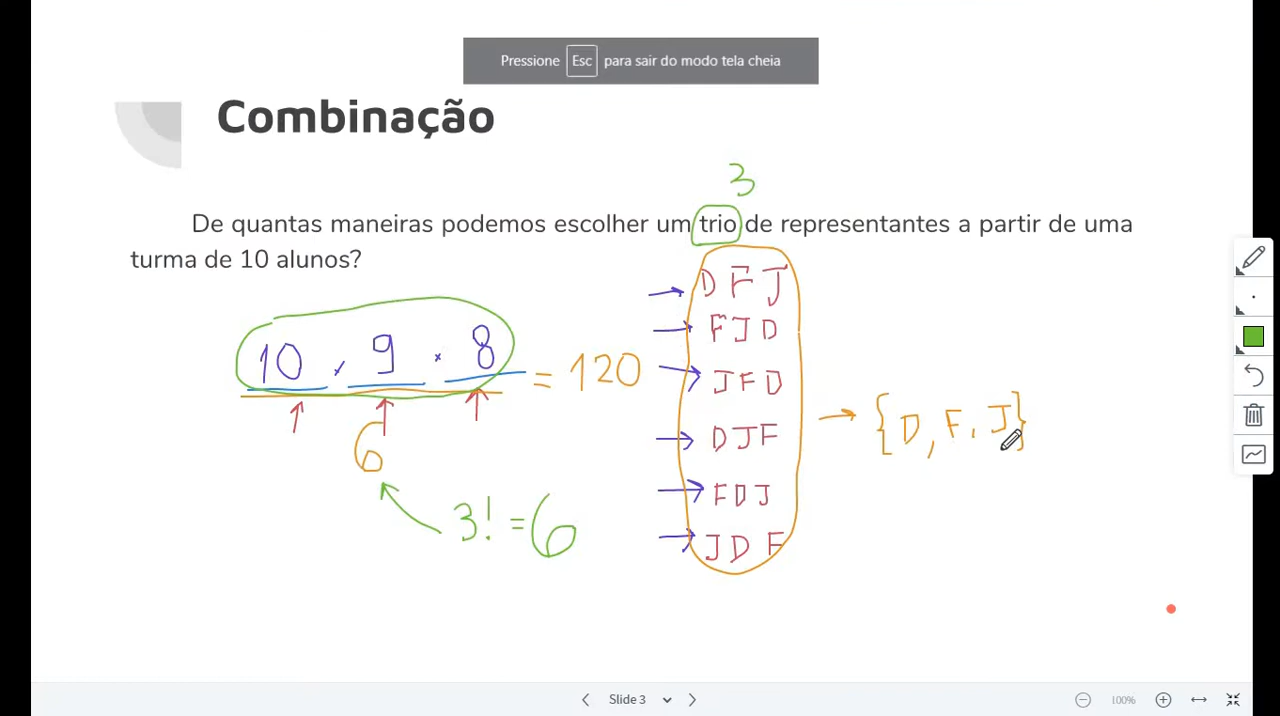 Pressione Esc para sair do modo tela cheia
Combinação
3
De quantas maneiras podemos escolher um trio de representantes a partir de uma
turma de 10 alunos?
10 . 9 . 8 = 120
6
3! = 6
D F J
F J D
J F D
D J F
F D J
J D F
{D, F, J}
Slide 3
100%